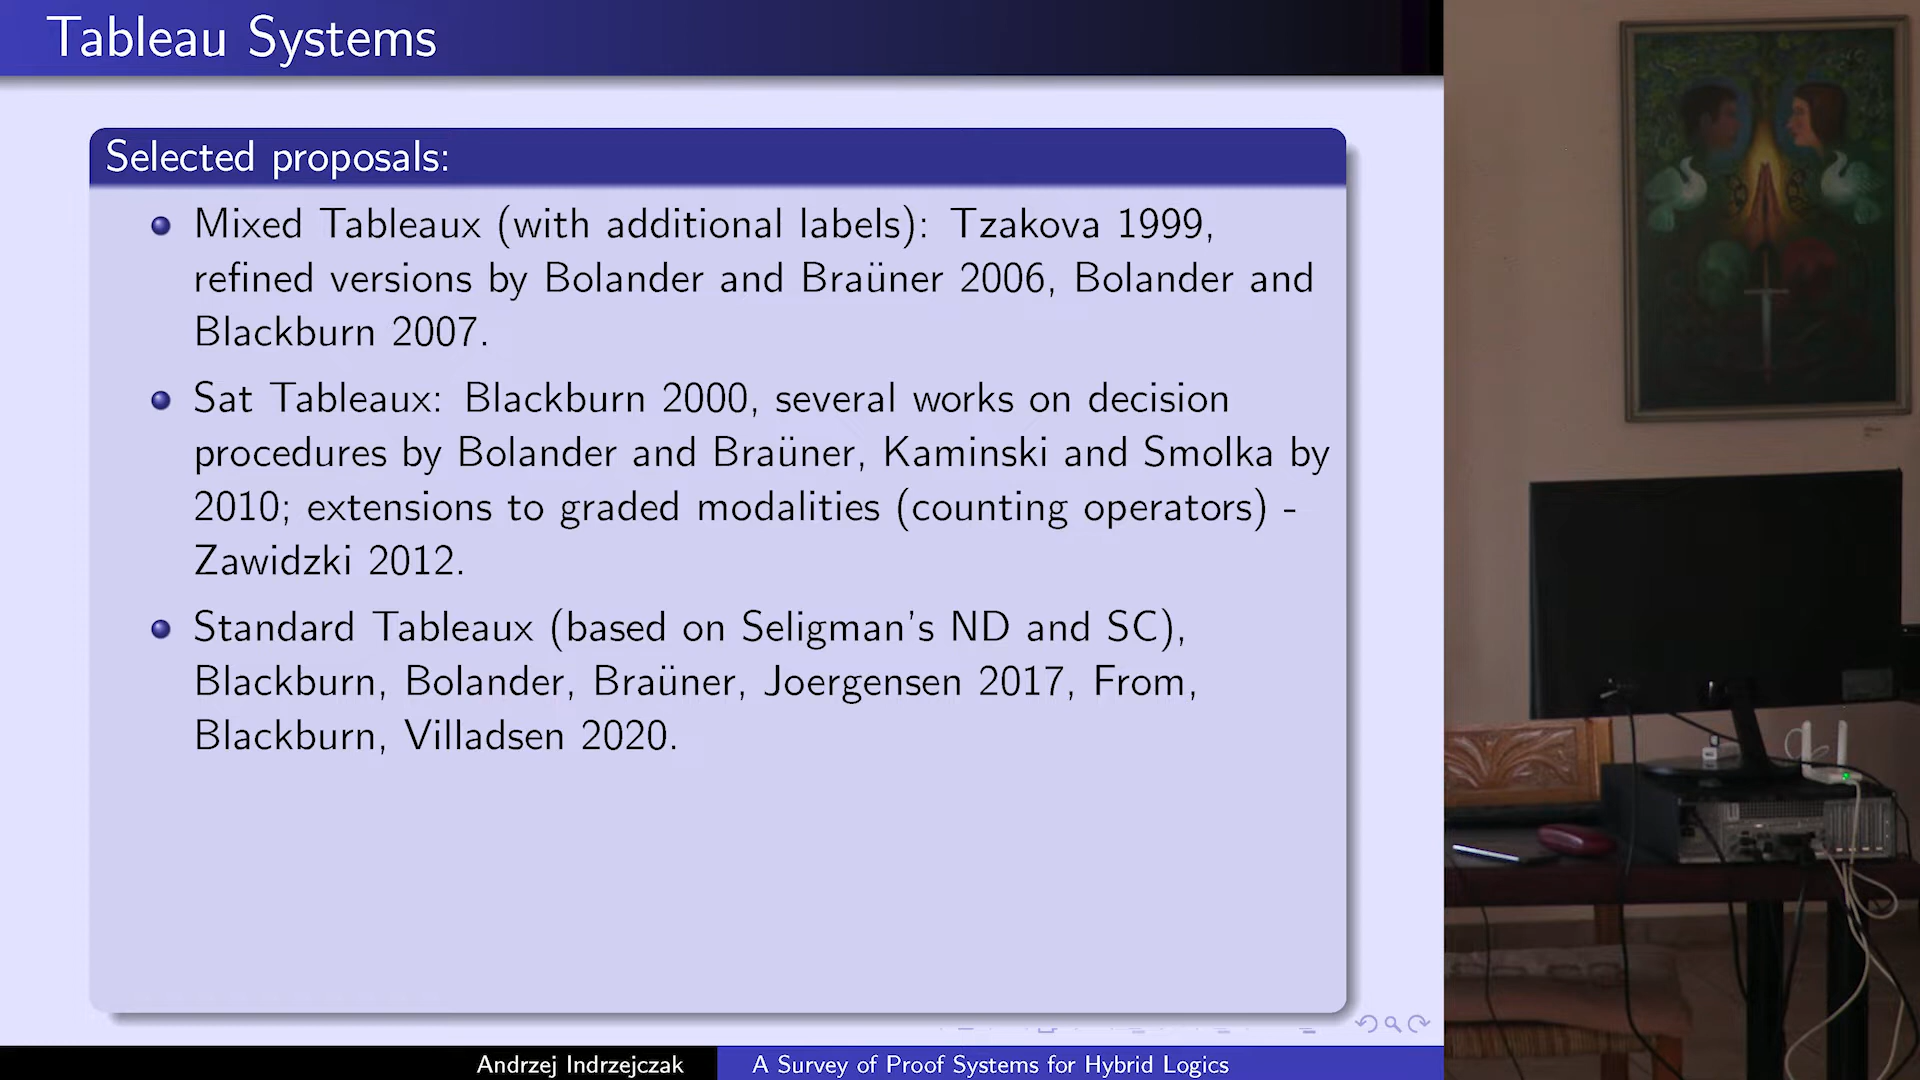 Tableau Systems
Selected proposals:
Mixed Tableaux (with additional labels): Tzakova 1999,
refined versions by Bolander and Braüner 2006, Bolander and
Blackburn 2007.
Sat Tableaux: Blackburn 2000, several works on decision
procedures by Bolander and Braüner, Kaminski and Smolka by
2010; extensions to graded modalities (counting operators) -
Zawidzki 2012.
Standard Tableaux (based on Seligman's ND and SC),
Blackburn, Bolander, Braüner, Joergensen 2017, From,
Blackburn, Villadsen 2020.
Andrzej Indrzejczak
A Survey of Proof Systems for Hybrid Logics